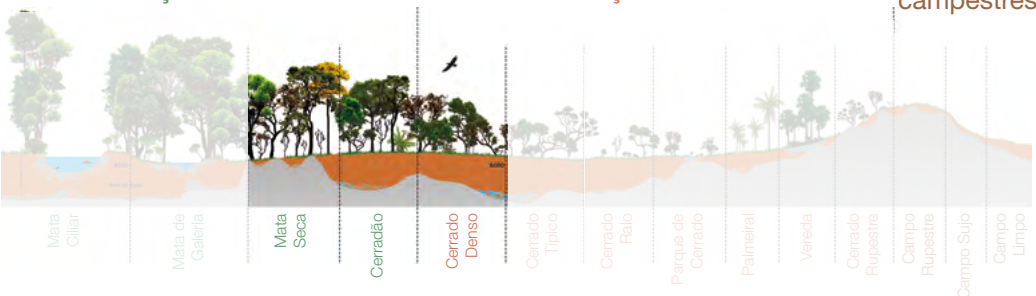 campestres
SOLO
Mata
Ciliar
Mata de
Galeria
Mata
Seca
Cerradão
Cerrado
Denso
Cerrado
Típico
Cerrado
Ralo
Parque de
Cerrado
Palmeiral
Vereda
Cerrado
Rupestre
Campo
Rupestre
Campo Sujo
Campo
Limpo